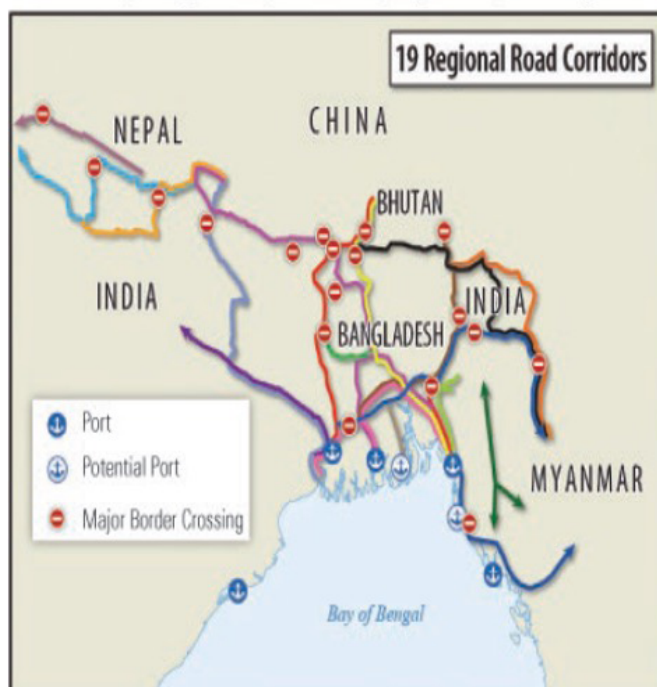 19 Regional Road Corridors
CHINA
NEPAL
BHUTAN
INDIA
INDIA
BANGLADESH
Port
Potential Port
MYANMAR
Major Border Crossing
Bay of Bengal